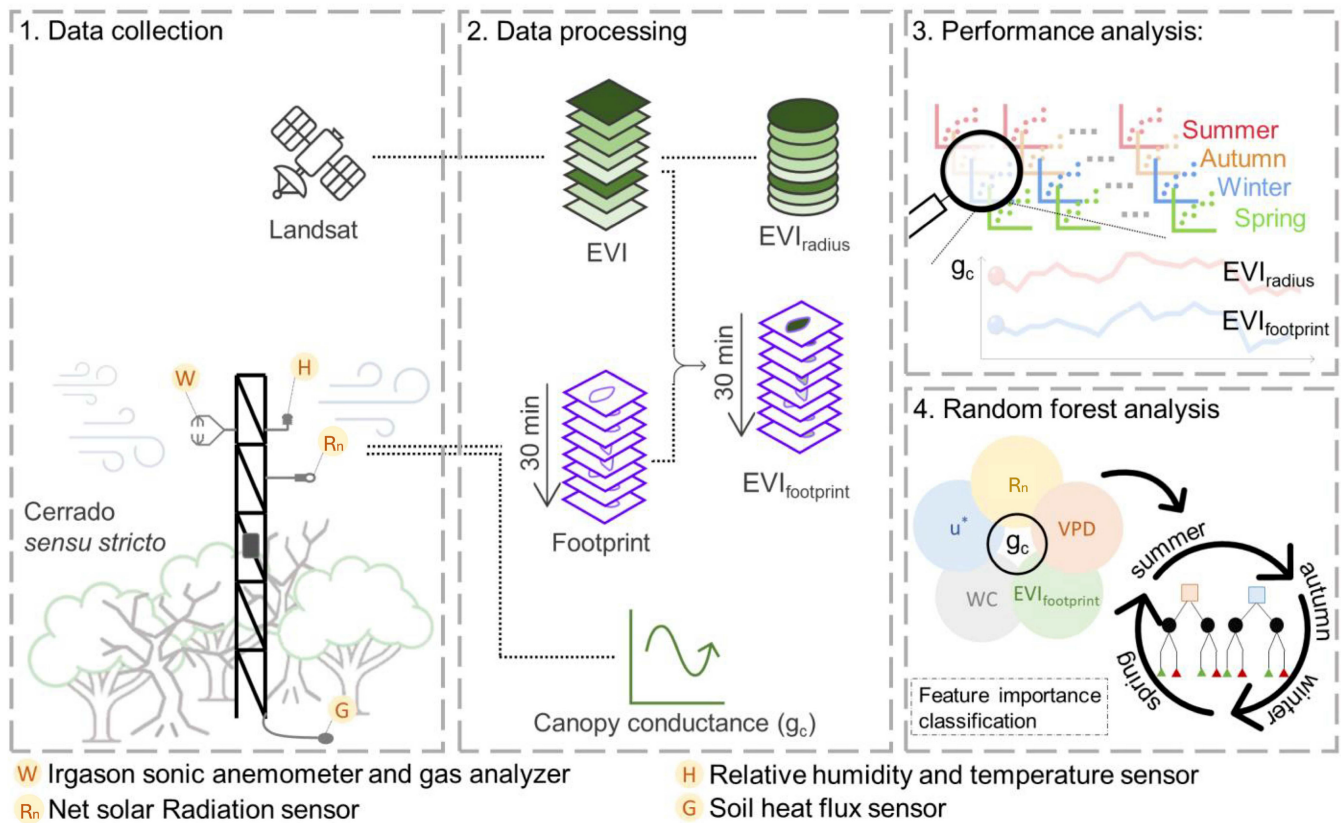 1. Data collection
Landsat
W
H
Rn
Cerrado
sensu stricto
G
2. Data processing
EVI
EVIradius
30 min
Footprint
30 min
EVIfootprint
Canopy conductance (gc)
3. Performance analysis:
Summer
Autumn
Winter
Spring
gc
EVIradius
EVIfootprint
4. Random forest analysis
Rn
u*
VPD
gc
WC
EVIfootprint
summer
autumn
winter
spring
Feature importance
classification
W Irgason sonic anemometer and gas analyzer
H Relative humidity and temperature sensor
Rn Net solar Radiation sensor
G Soil heat flux sensor